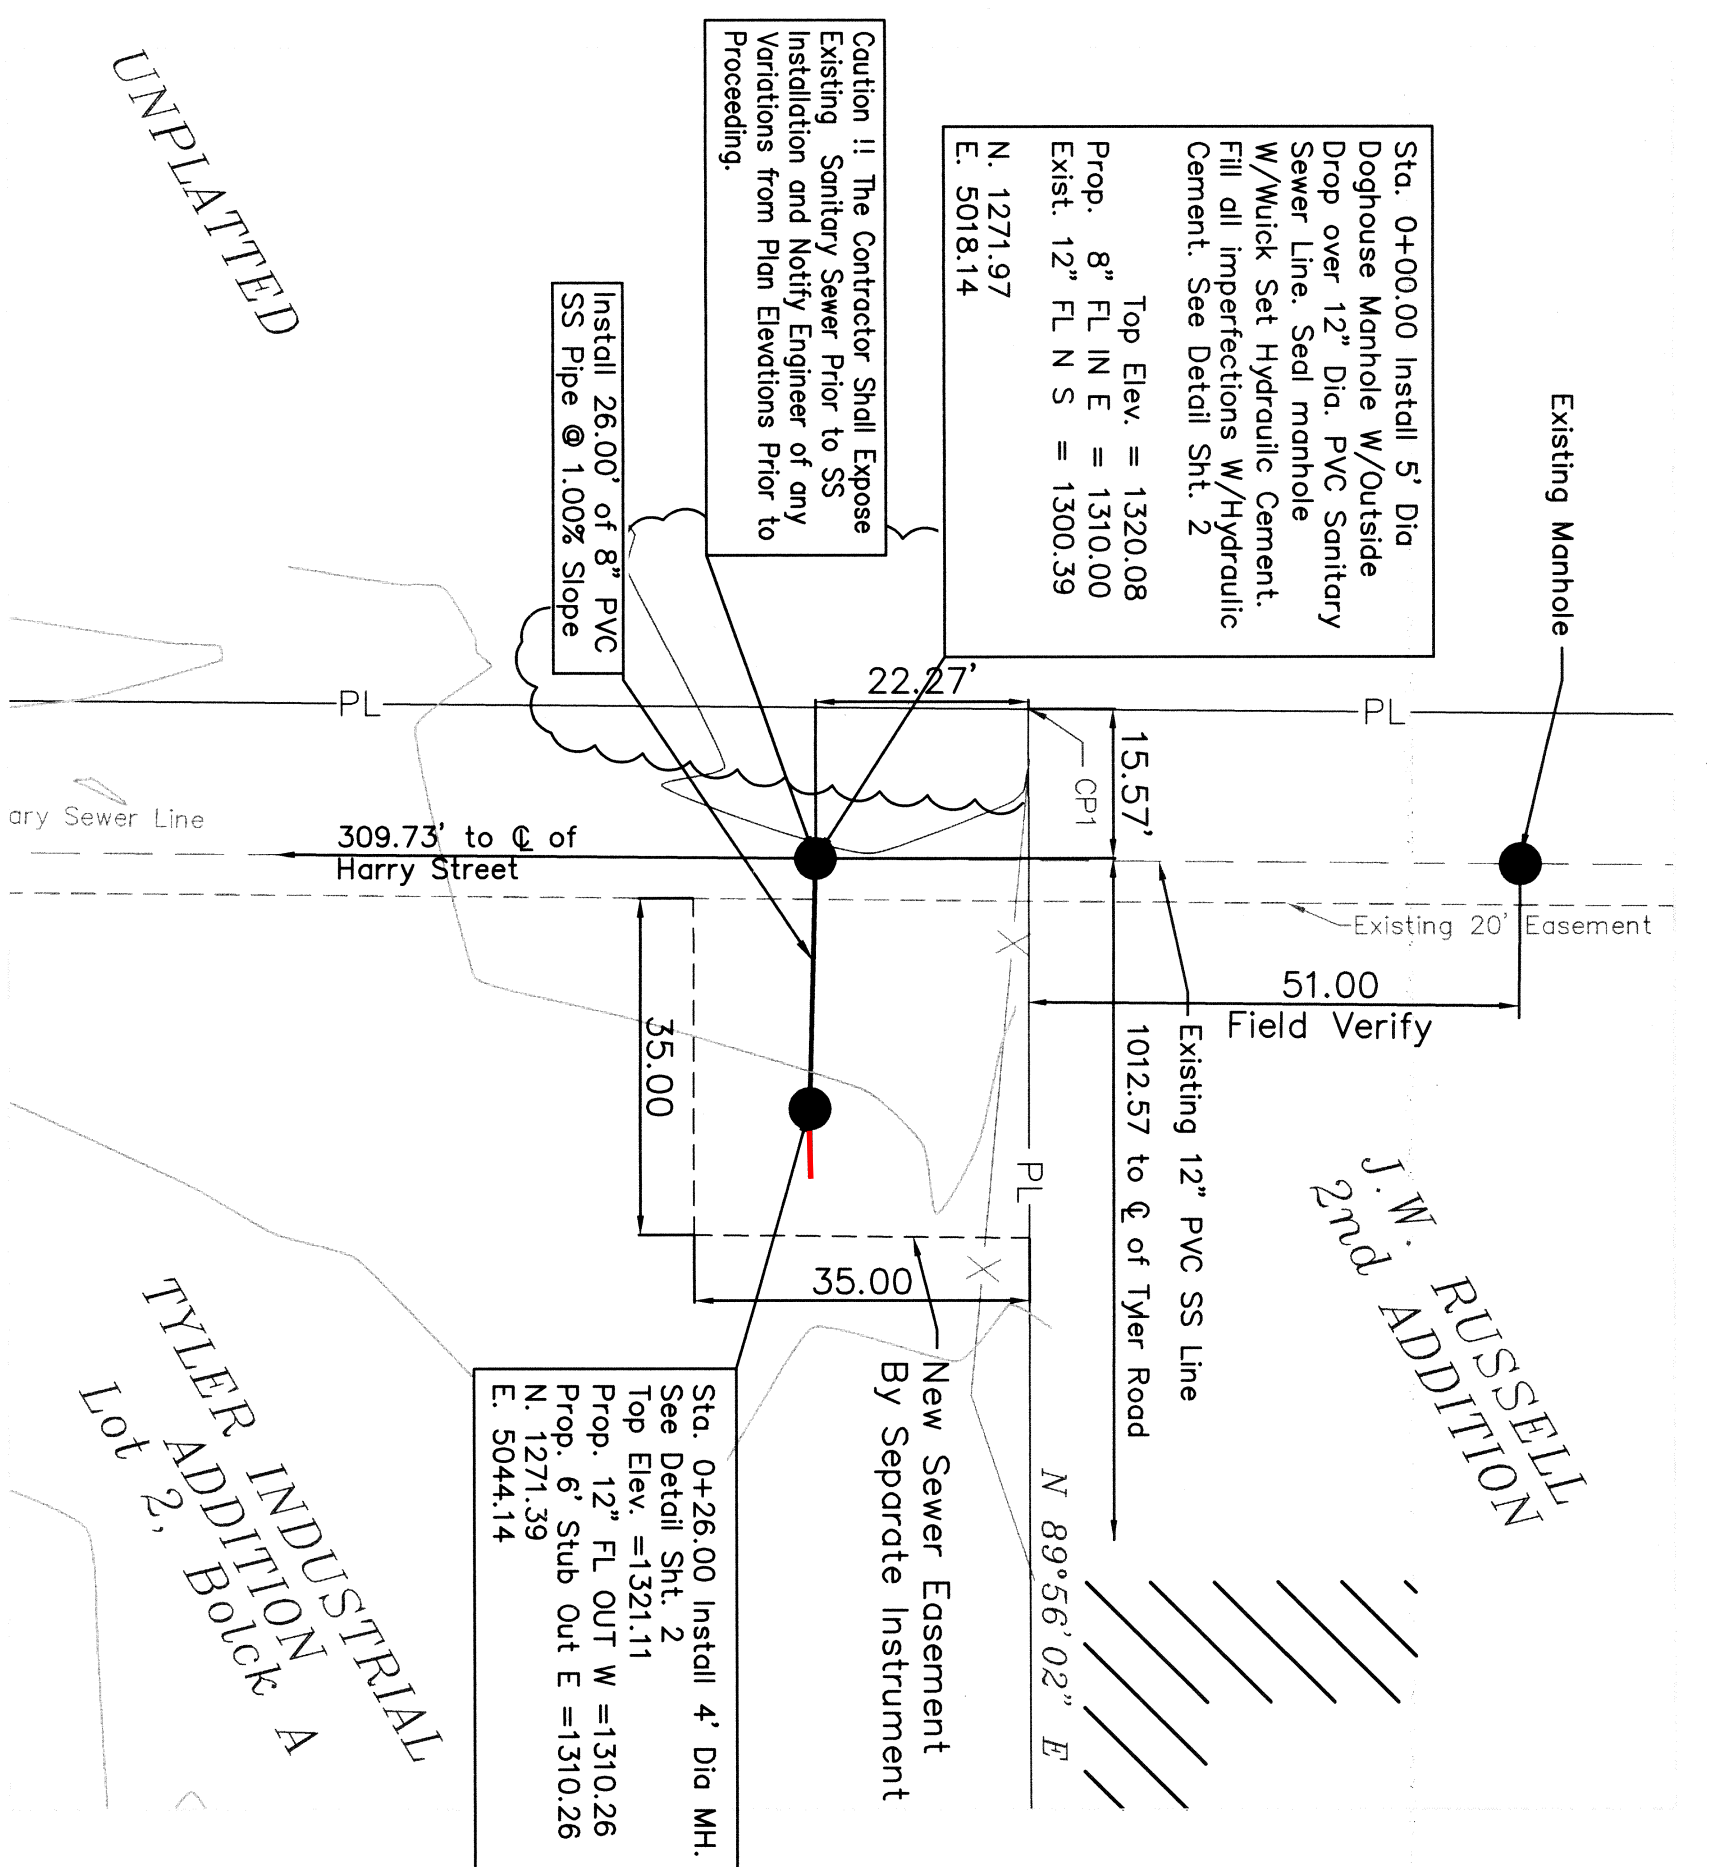 Existing Manhole
Sta. 0+00.00 Install 5' Dia
Doghouse Manhole W/Outside
Drop over 12" Dia. PVC Sanitary
Sewer Line. Seal manhole
W/Wuick Set Hydrauilc Cement.
Fill all imperfections W/Hydraulic
Cement. See Detail Sht. 2
Top Elev. = 1320.08
Prop. 8" FL IN E = 1310.00
Exist. 12" FL N S = 1300.39
N. 1271.97
E. 5018.14
Caution !! The Contractor Shall Expose
Existing Sanitary Sewer Prior to SS
Installation and Notify Engineer of any
Variations from Plan Elevations Prior to
Proceeding.
Install 26.00' of 8" PVC
SS Pipe @ 1.00% Slope
UNPLATTED
PL
PL
22.27'
15.57'
CP1
ary Sewer Line
309.73' to ℄ of
Harry Street
Existing 20' Easement
51.00
Field Verify
Existing 12" PVC SS Line
1012.57 to ℄ of Tyler Road
35.00
35.00
PL
X
X
New Sewer Easement
By Separate Instrument
N 89°56'02" E
J.W. RUSSELL
2nd ADDITION
Sta. 0+26.00 Install 4' Dia MH.
See Detail Sht. 2
Top Elev. =1321.11
Prop. 12" FL OUT W =1310.26
Prop. 6' Stub Out E =1310.26
N. 1271.39
E. 5044.14
TYLER INDUSTRIAL
ADDITION
Lot 2, Bolck A